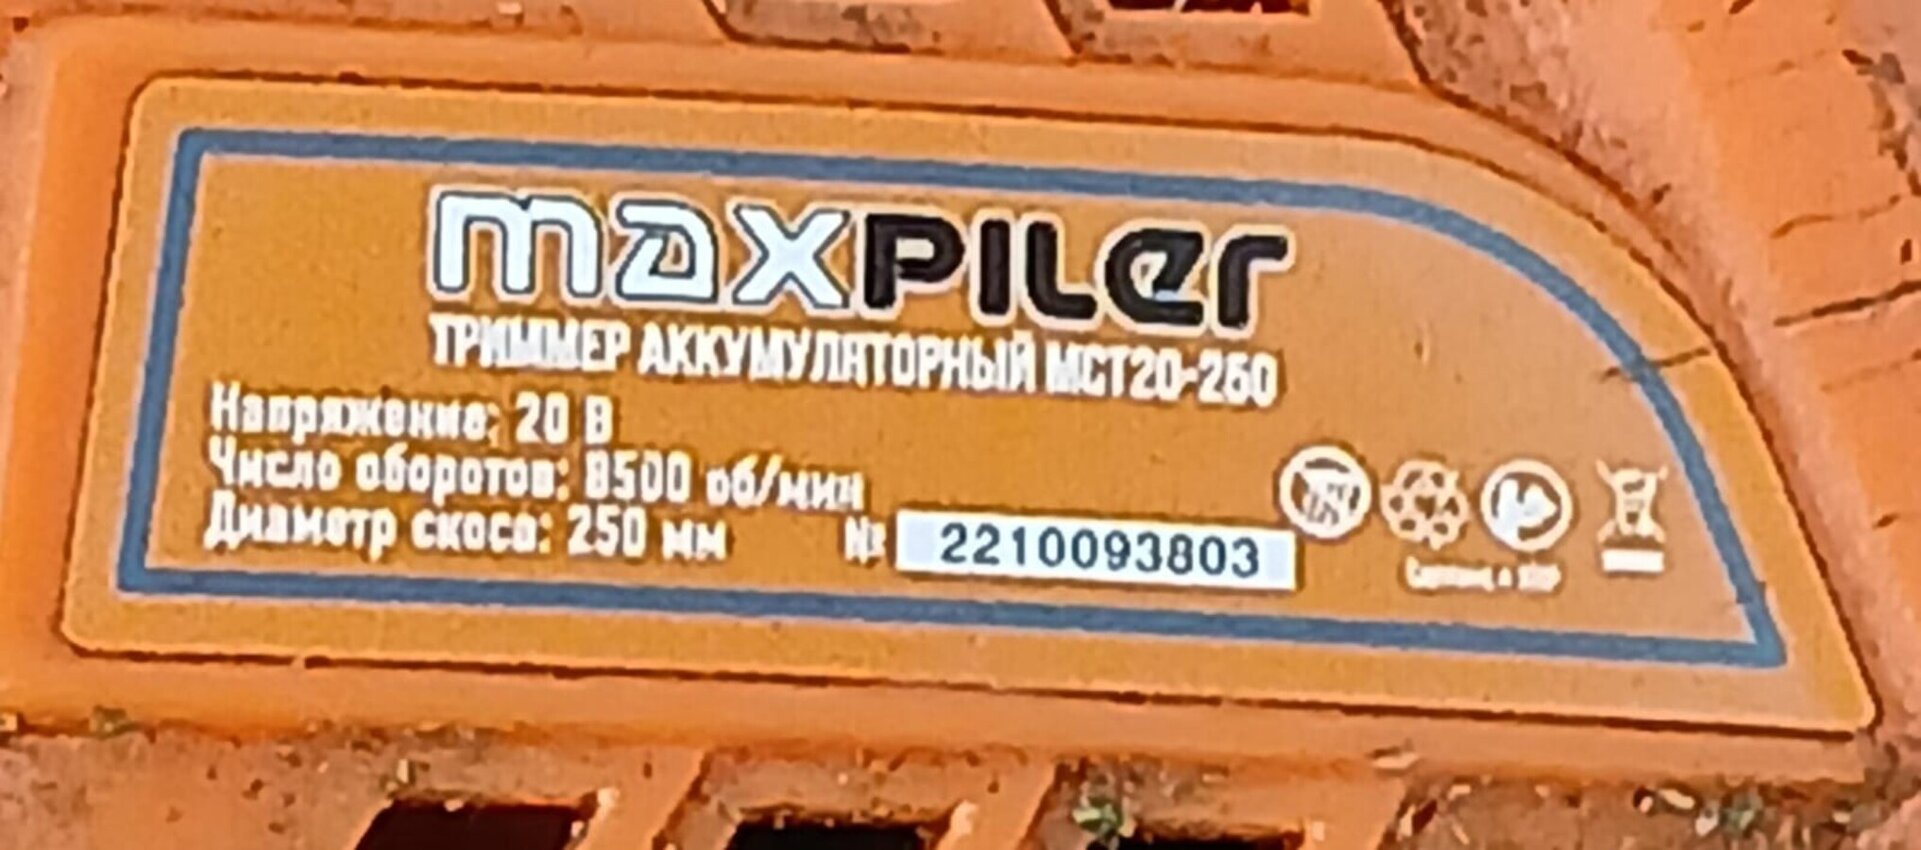 maxPILer
ТРИММЕР АККУМУЛЯТОРНЫЙ MCT20-250
Напряжение: 20 В
Число оборотов: 8500 об/мин
Диаметр скоса: 250 мм
№ 2210093803